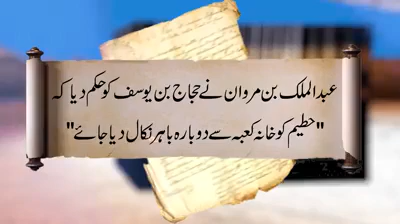 عبدالملک بن مروان نے حجاج بن یوسف کو حکم دیا کہ
"حطیم کو خانہ کعبہ سے دوبارہ باہر نکال دیا جائے"